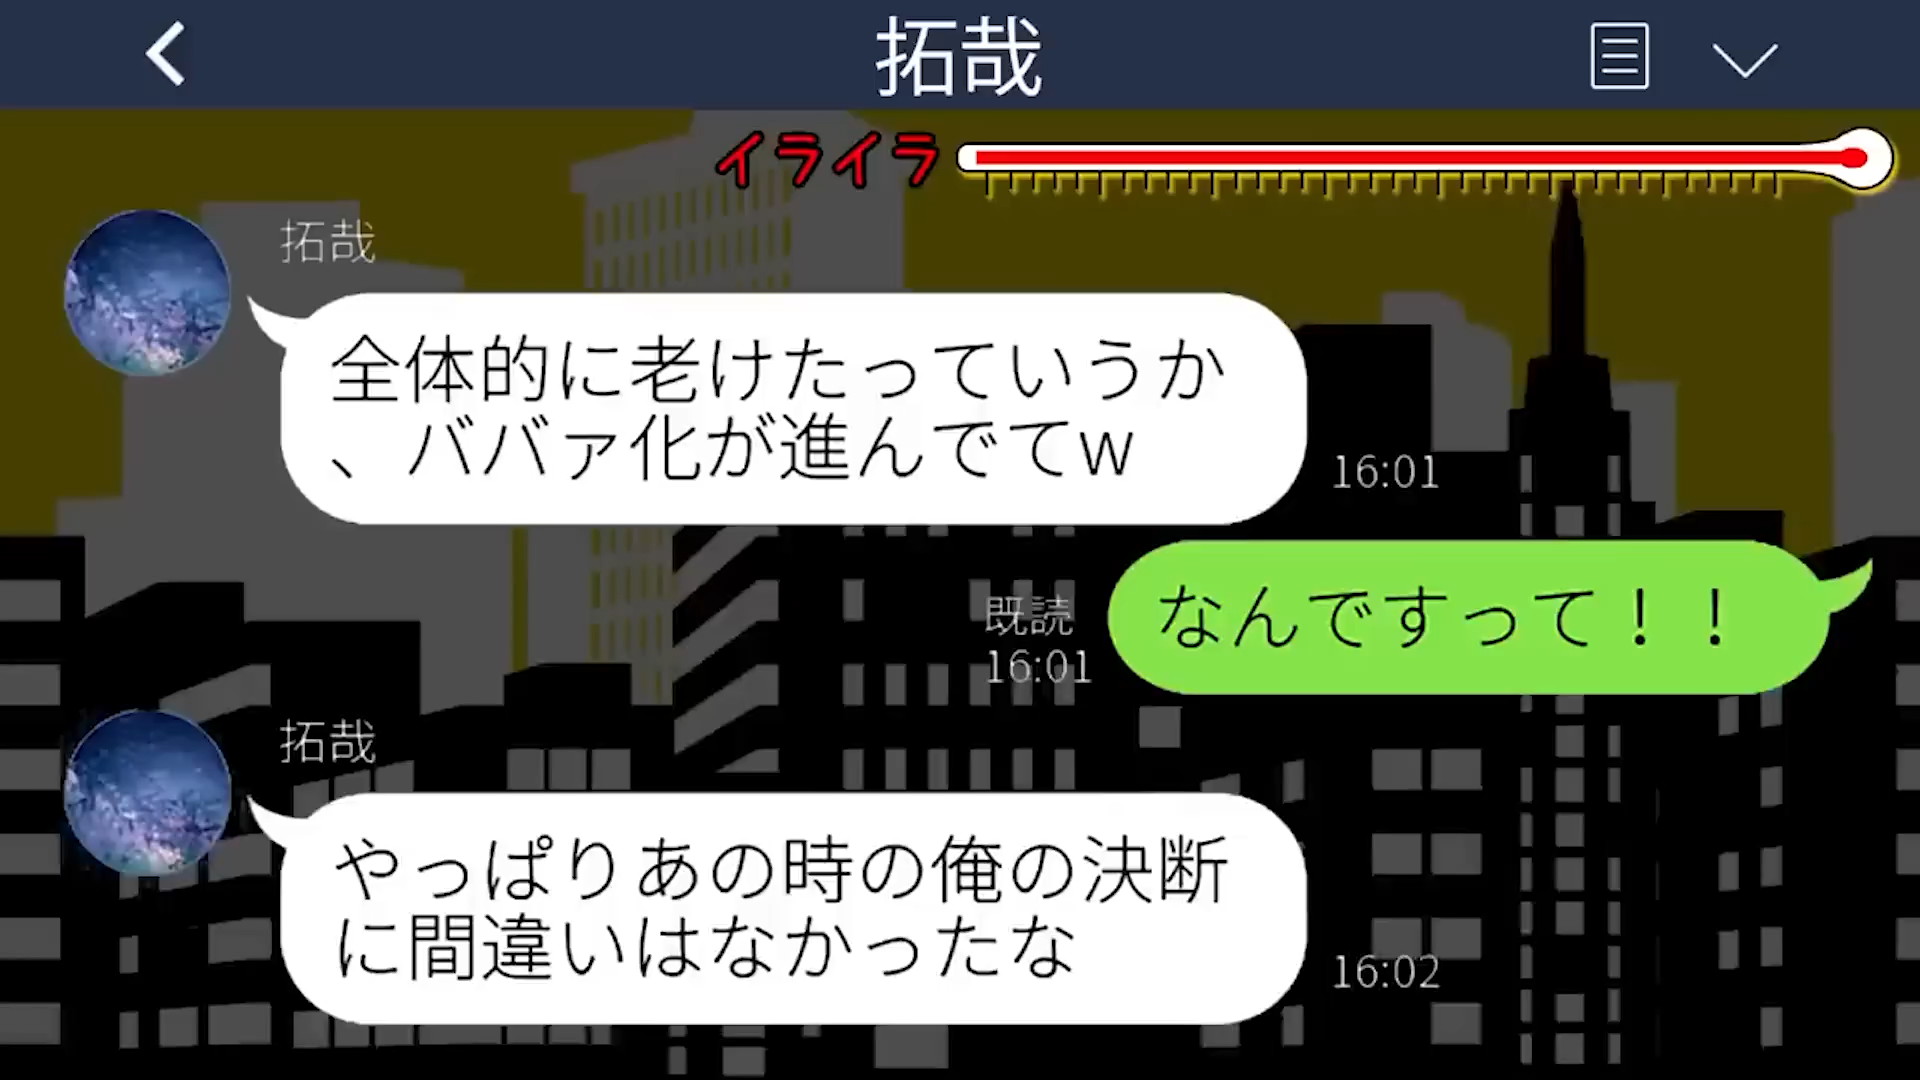 拓哉
イライラ
拓哉
全体的に老けたっていうか
、ババァ化が進んでてw
16:01
なんですって！！
既読
16:01
拓哉
やっぱりあの時の俺の決断
に間違いはなかったな
16:02